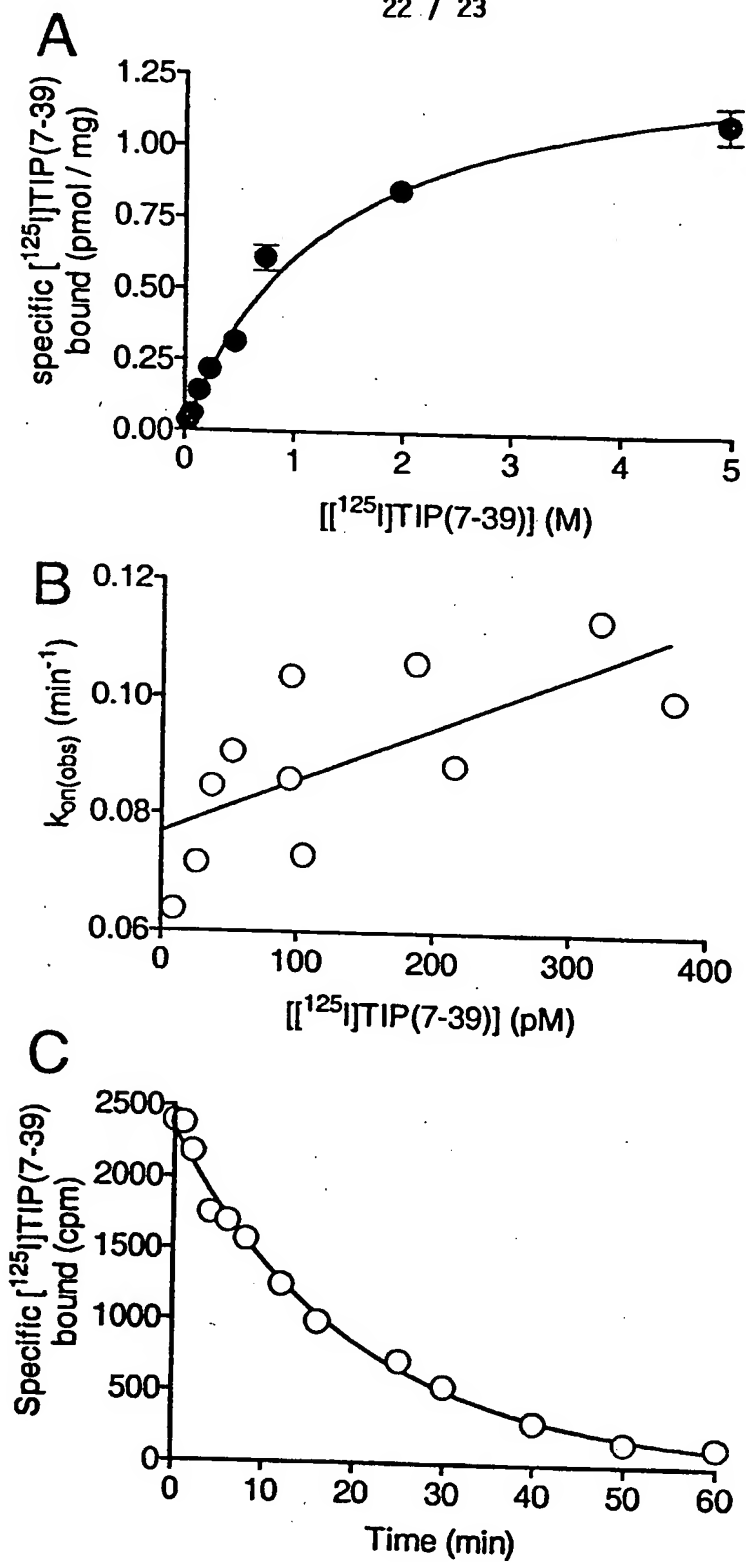 22 / 23
A
specific [¹²⁵I]TIP(7-39)
bound (pmol / mg)
1.25
1.00
0.75
0.50
0.25
0.00
0 1 2 3 4 5
[[¹²⁵I]TIP(7-39)] (M)
B
kon(obs) (min⁻¹)
0.12
0.10
0.08
0.06
0 100 200 300 400
[[¹²⁵I]TIP(7-39)] (pM)
C
Specific [¹²⁵I]TIP(7-39)
bound (cpm)
2500
2000
1500
1000
500
0
0 10 20 30 40 50 60
Time (min)